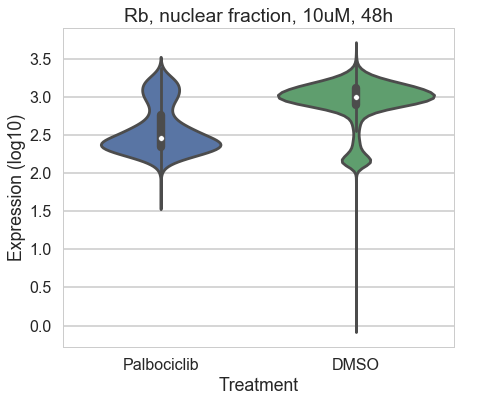 Rb, nuclear fraction, 10uM, 48h
Expression (log10)
3.5
3.0
2.5
2.0
1.5
1.0
0.5
0.0
Palbociclib DMSO
Treatment